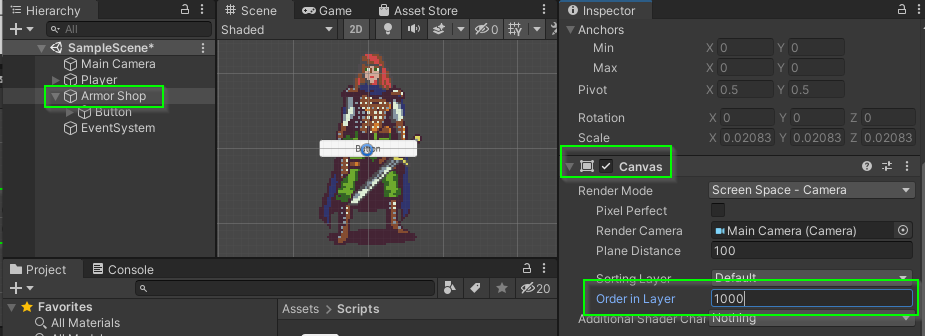 Hierarchy
All
SampleScene*
Main Camera
Player
Armor Shop
Button
EventSystem
Scene
Game
Asset Store
Shaded
2D
0
Button
Project
Console
20
Favorites
All Materials
Assets > Scripts
Inspector
Anchors
Min X 0 Y 0
Max X 0 Y 0
Pivot X 0.5 Y 0.5
Rotation X 0 Y 0 Z 0
Scale X 0.02083 Y 0.02083 Z 0.02083
Canvas
Render Mode Screen Space - Camera
Pixel Perfect
Render Camera Main Camera (Camera)
Plane Distance 100
Sorting Layer Default
Order in Layer 1000
Additional Shader Char Nothing